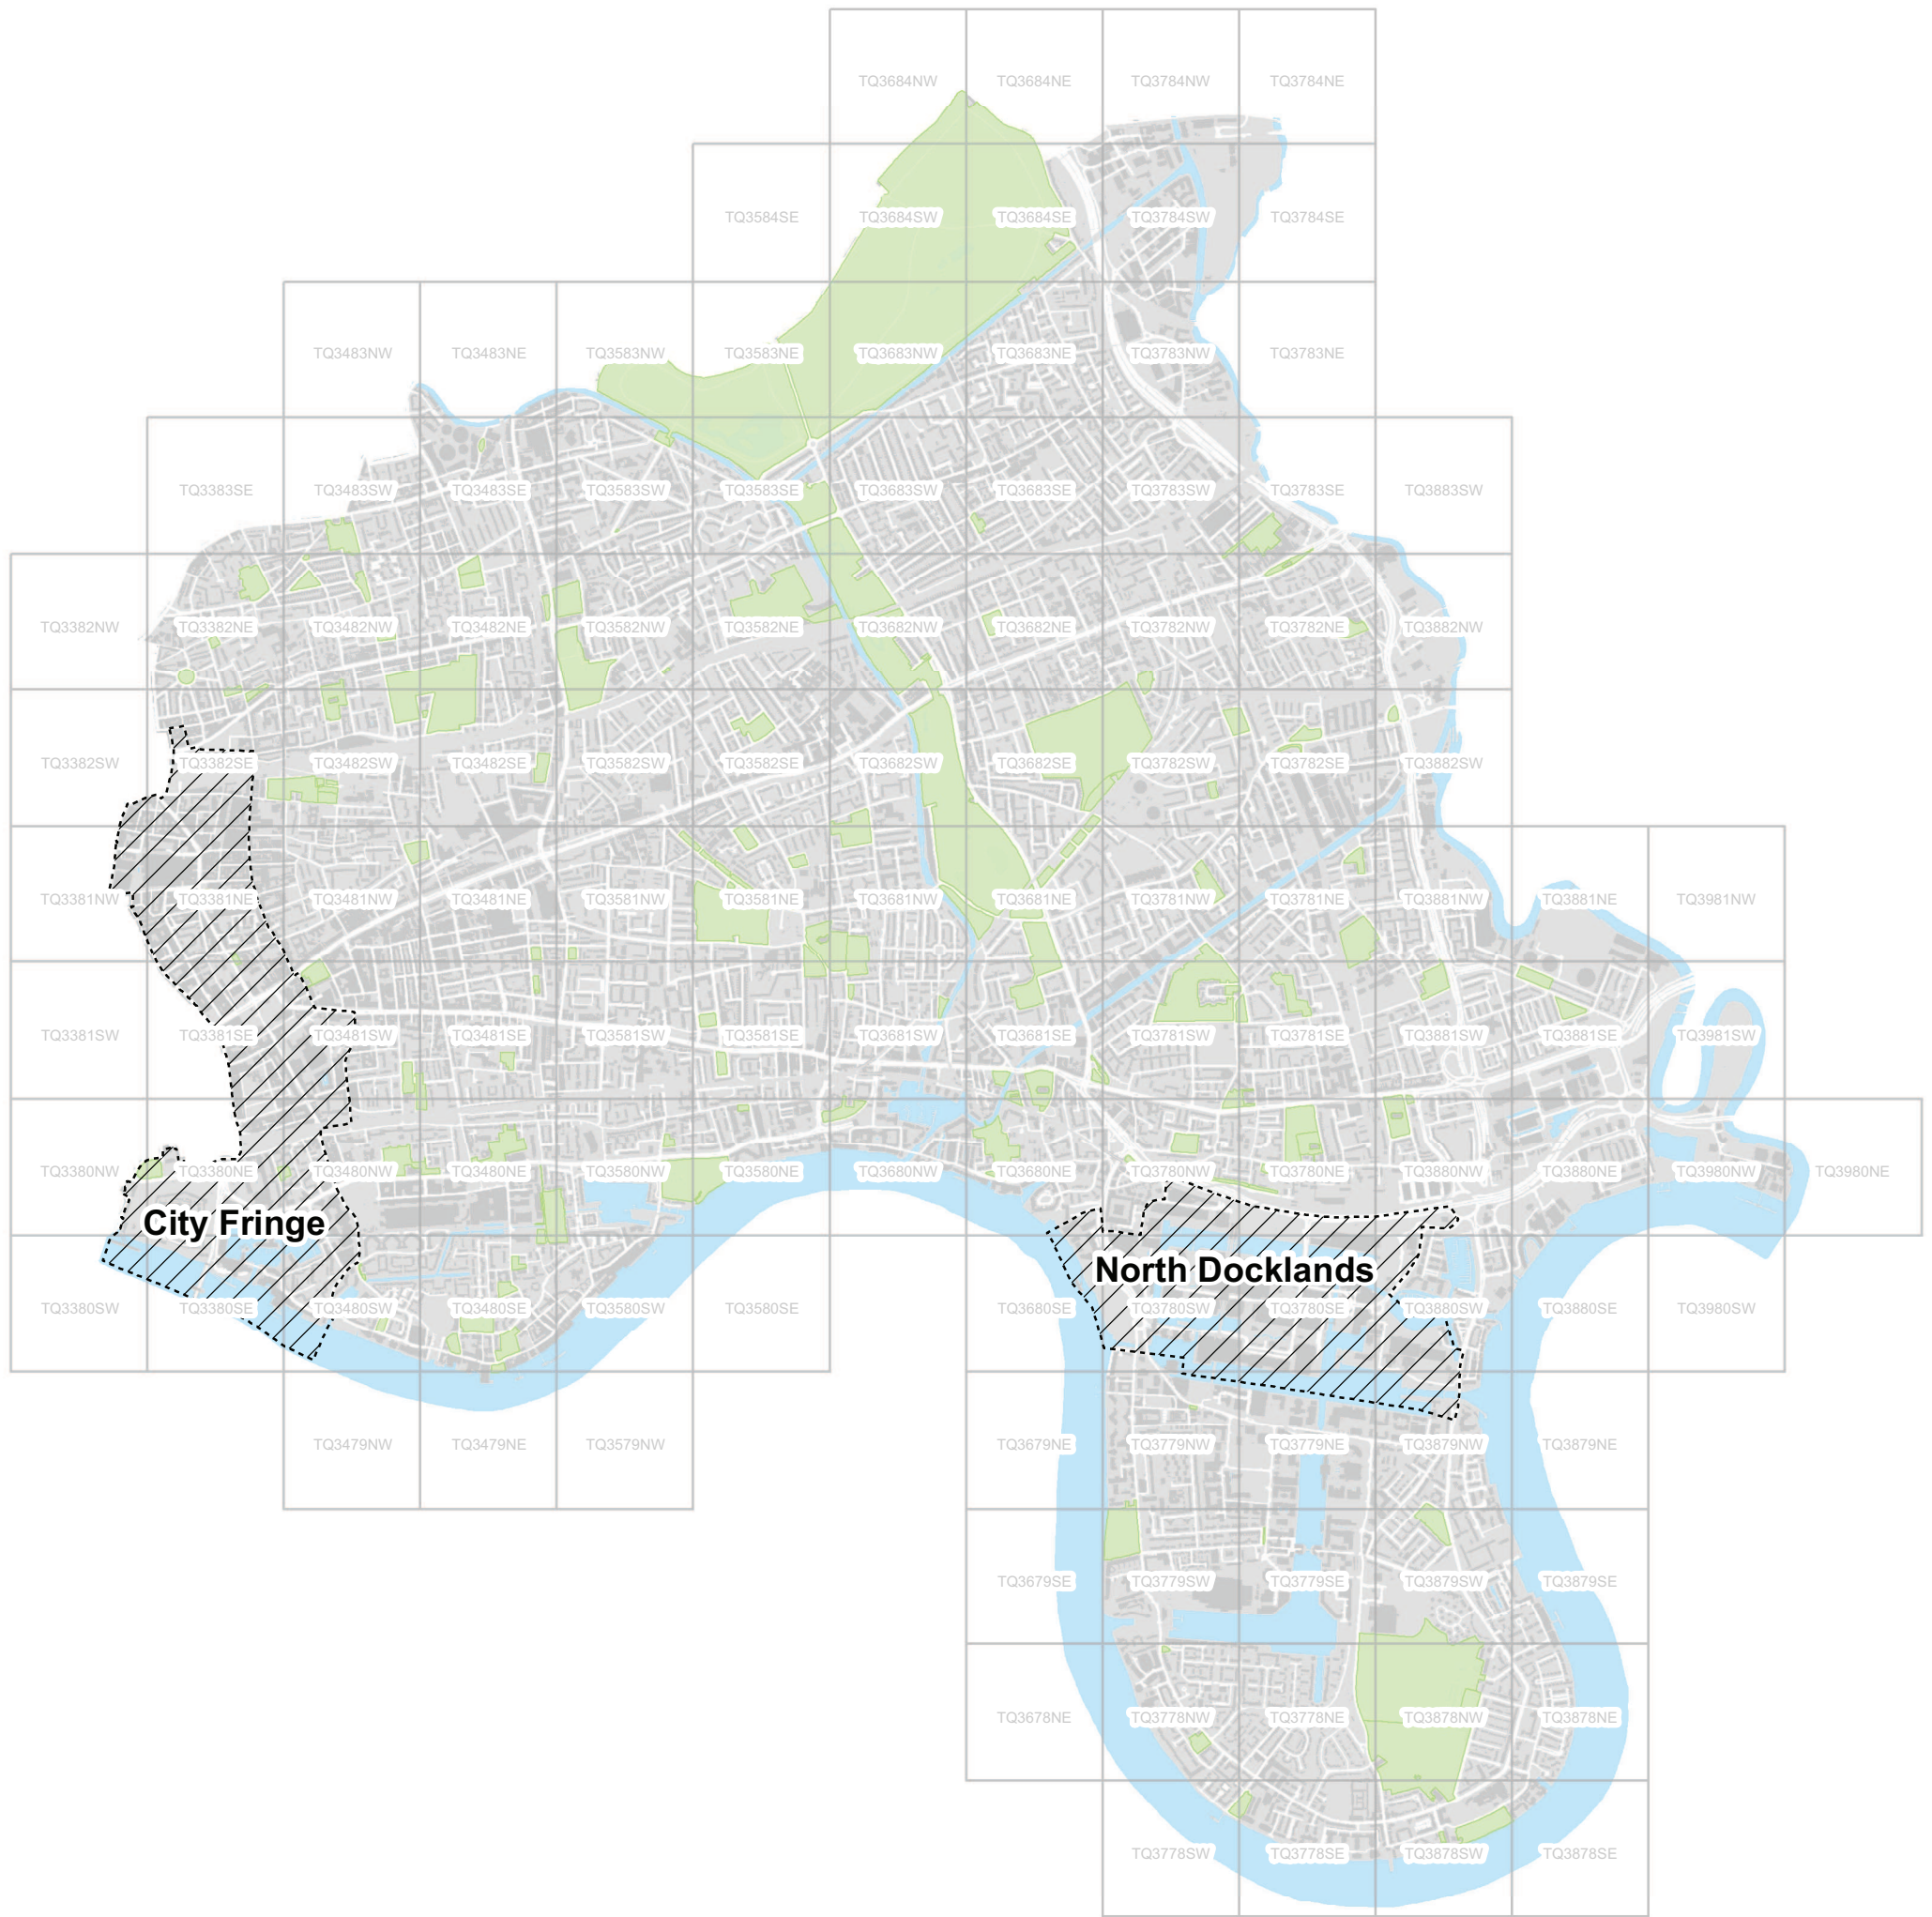 TQ3684NW TQ3684NE TQ3784NW TQ3784NE
TQ3584SE TQ3684SW TQ3684SE TQ3784SW TQ3784SE
TQ3483NW TQ3483NE TQ3583NW TQ3583NE TQ3683NW TQ3683NE TQ3783NW TQ3783NE
TQ3383SE TQ3483SW TQ3483SE TQ3583SW TQ3583SE TQ3683SW TQ3683SE TQ3783SW TQ3783SE TQ3883SW
TQ3382NW TQ3382NE TQ3482NW TQ3482NE TQ3582NW TQ3582NE TQ3682NW TQ3682NE TQ3782NW TQ3782NE TQ3882NW
TQ3382SW TQ3382SE TQ3482SW TQ3482SE TQ3582SW TQ3582SE TQ3682SW TQ3682SE TQ3782SW TQ3782SE TQ3882SW
TQ3381NW TQ3381NE TQ3481NW TQ3481NE TQ3581NW TQ3581NE TQ3681NW TQ3681NE TQ3781NW TQ3781NE TQ3881NW TQ3881NE TQ3981NW
TQ3381SW TQ3381SE TQ3481SW TQ3481SE TQ3581SW TQ3581SE TQ3681SW TQ3681SE TQ3781SW TQ3781SE TQ3881SW TQ3881SE TQ3981SW
TQ3380NW TQ3380NE TQ3480NW TQ3480NE TQ3580NW TQ3580NE TQ3680NW TQ3680NE TQ3780NW TQ3780NE TQ3880NW TQ3880NE TQ3980NW TQ3980NE
City Fringe
North Docklands
TQ3380SW TQ3380SE TQ3480SW TQ3480SE TQ3580SW TQ3580SE TQ3680SE TQ3780SW TQ3780SE TQ3880SW TQ3880SE TQ3980SW
TQ3479NW TQ3479NE TQ3579NW TQ3679NE TQ3779NW TQ3779NE TQ3879NW TQ3879NE
TQ3679SE TQ3779SW TQ3779SE TQ3879SW TQ3879SE
TQ3678NE TQ3778NW TQ3778NE TQ3878NW TQ3878NE
TQ3778SW TQ3778SE TQ3878SW TQ3878SE